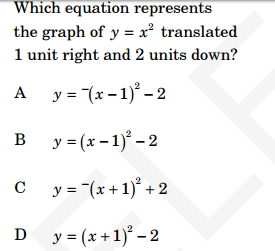 Which equation represents
the graph of y = x² translated
1 unit right and 2 units down?
A y = ⁻(x – 1)² – 2
B y = (x – 1)² – 2
C y = ⁻(x + 1)² + 2
D y = (x + 1)² – 2